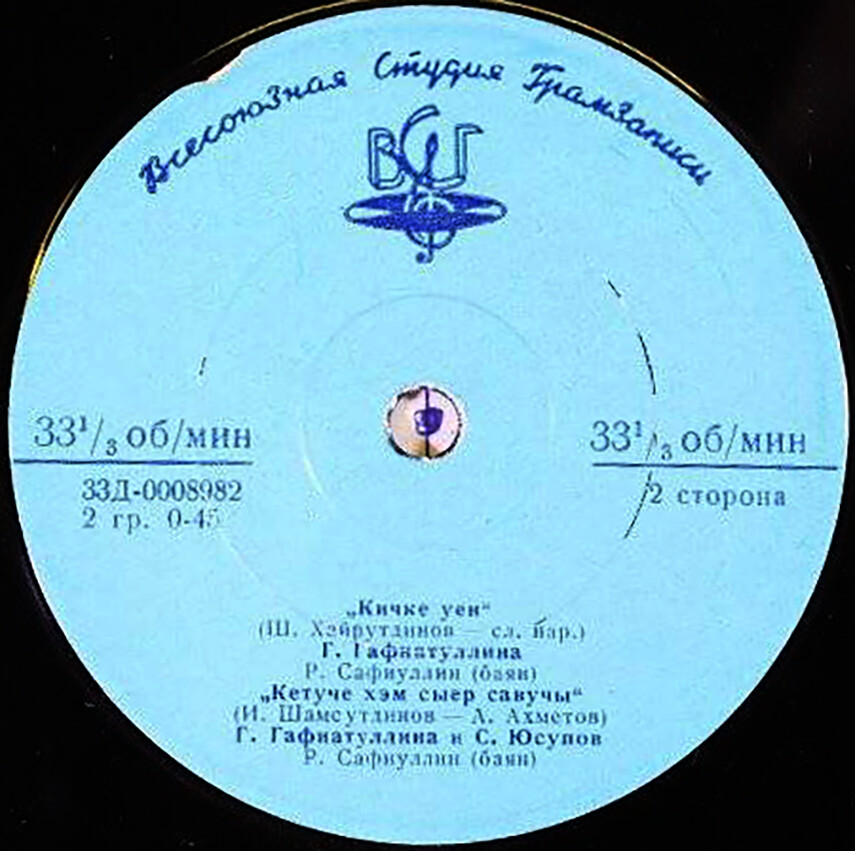 Всесоюзная Студия Грамзаписи
ВСГ
33¹/₃ об/мин
33¹/₃ об/мин
33Д-0008982
2 гр. 0-45
2 сторона
„Кичке уен“
(Ш. Хәйрутдинов — сл. нар.)
Г. Гафиатуллина
Р. Сафиуллин (баян)
„Кетуче хэм сыер савучы“
(И. Шамсутдинов — А. Ахметов)
Г. Гафиатуллина и С. Юсупов
Р. Сафиуллин (баян)